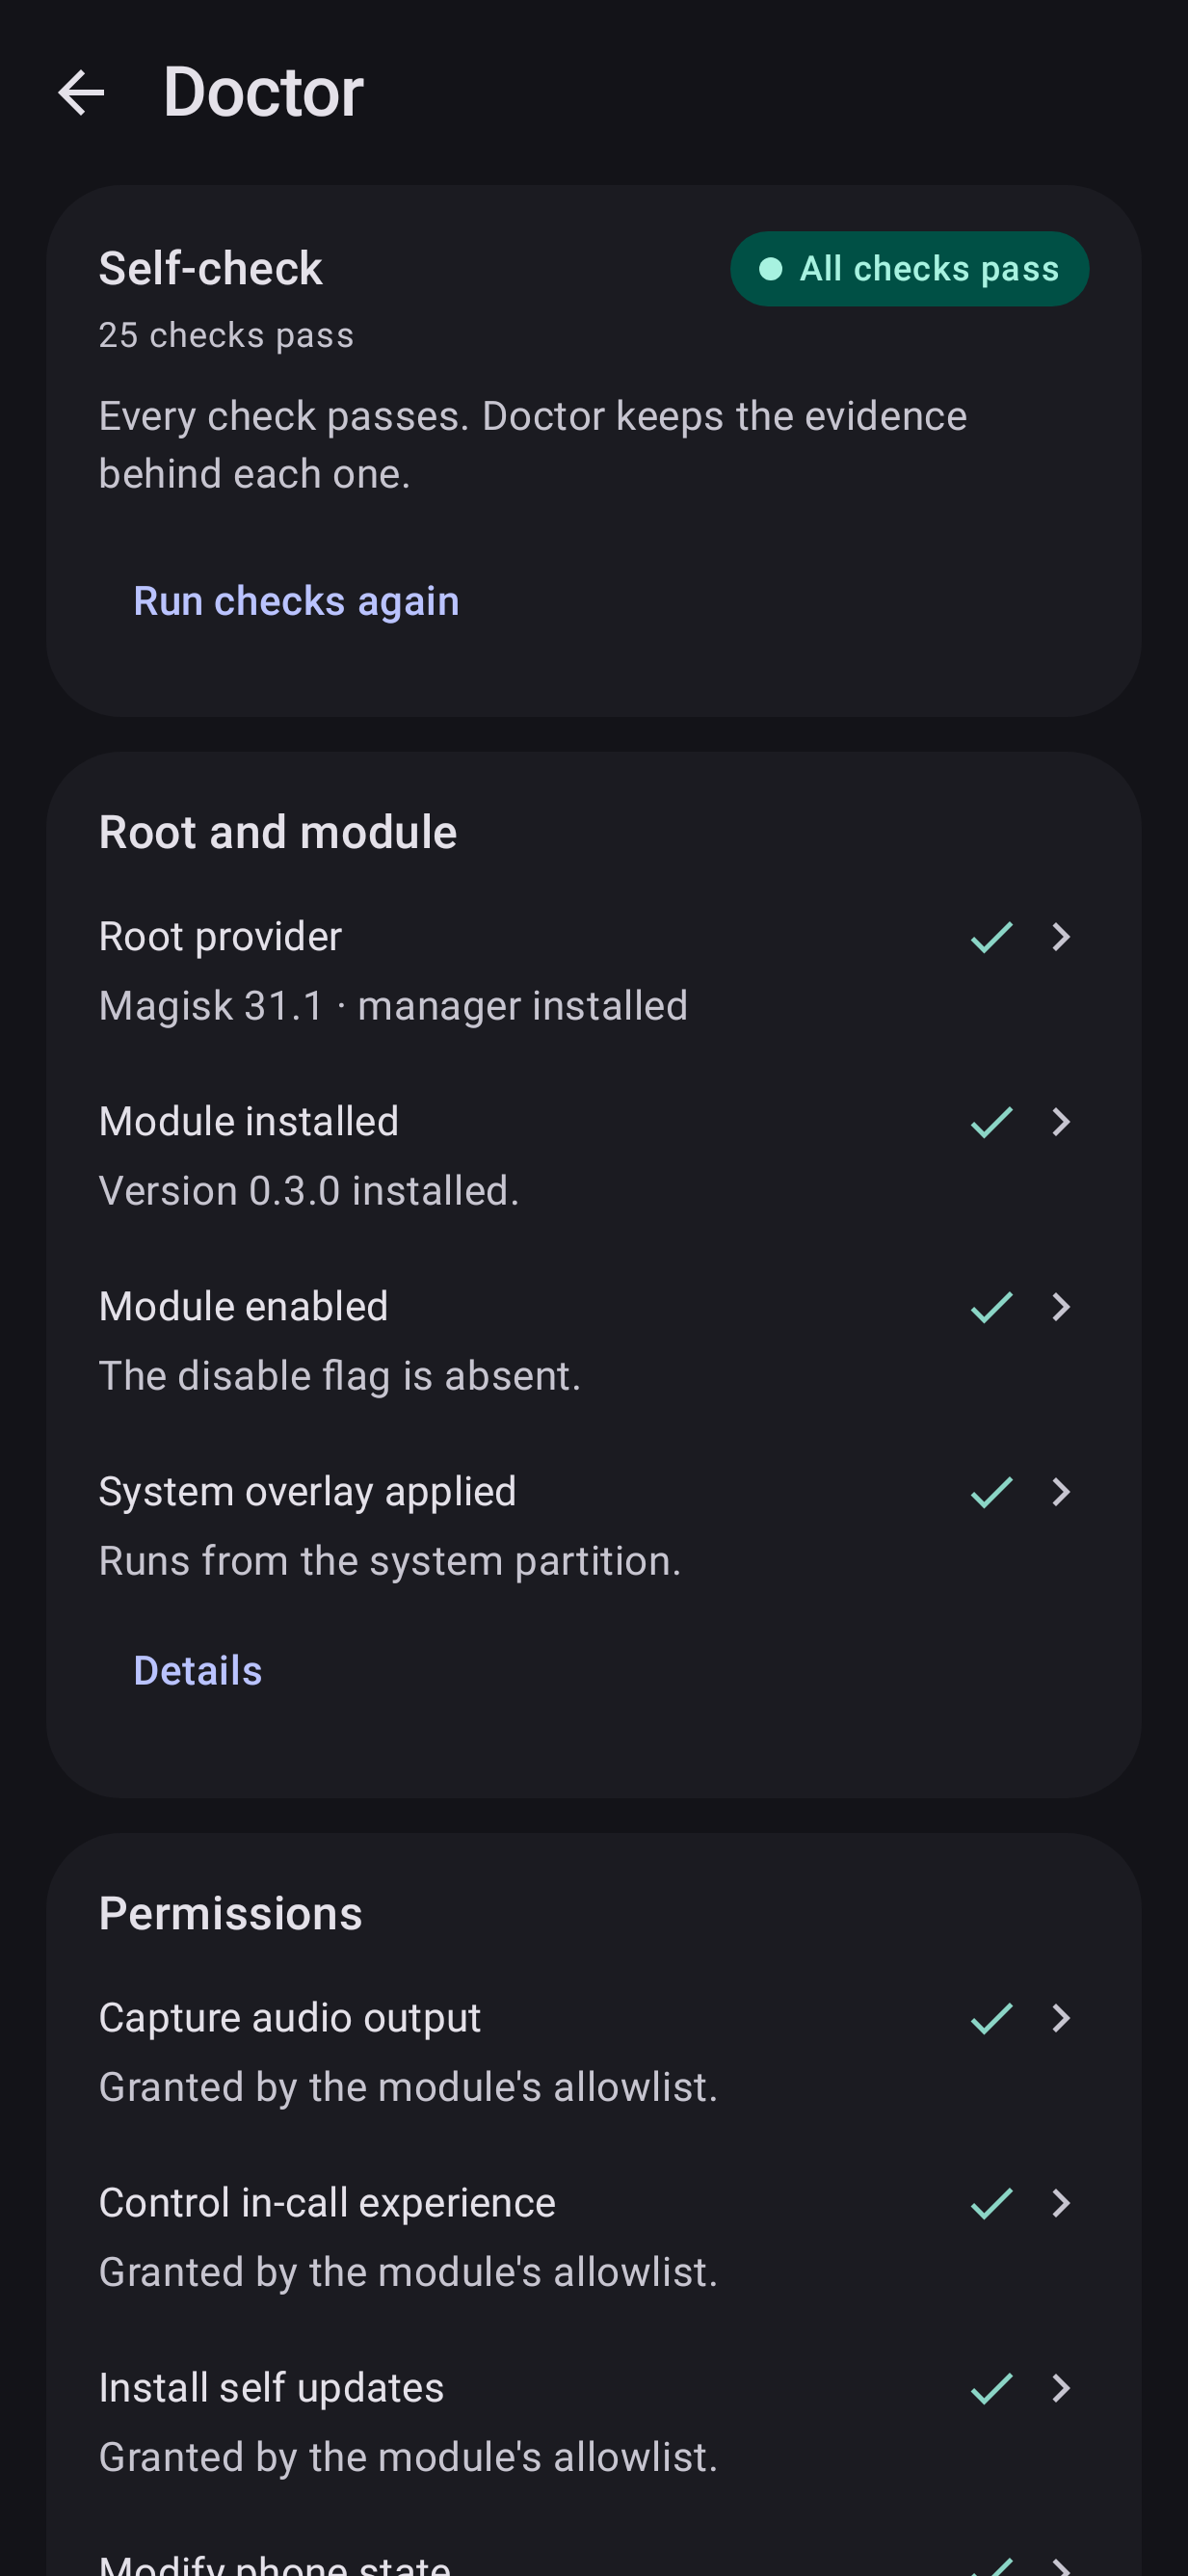 Doctor
Self-check
All checks pass
25 checks pass
Every check passes. Doctor keeps the evidence
behind each one.
Run checks again
Root and module
Root provider
Magisk 31.1 · manager installed
Module installed
Version 0.3.0 installed.
Module enabled
The disable flag is absent.
System overlay applied
Runs from the system partition.
Details
Permissions
Capture audio output
Granted by the module's allowlist.
Control in-call experience
Granted by the module's allowlist.
Install self updates
Granted by the module's allowlist.
Modify phone state